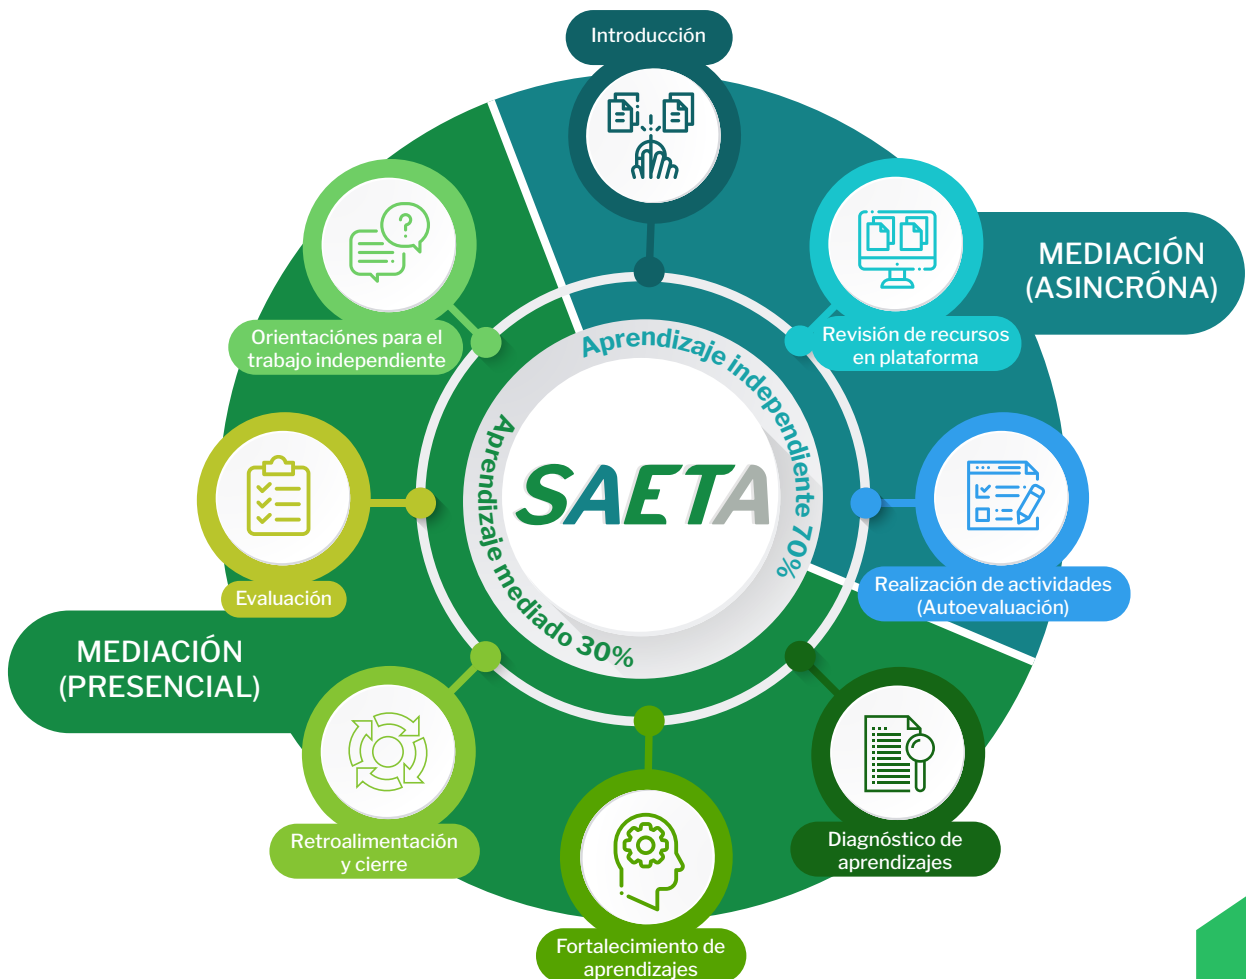 Introducción
MEDIACIÓN
(ASINCRÓNA)
Revisión de recursos
en plataforma
Orientaciónes para el
trabajo independiente
Aprendizaje independiente 70%
Aprendizaje mediado 30%
SAETA
Realización de actividades
(Autoevaluación)
Evaluación
MEDIACIÓN
(PRESENCIAL)
Diagnóstico de
aprendizajes
Retroalimentación
y cierre
Fortalecimiento de
aprendizajes
?